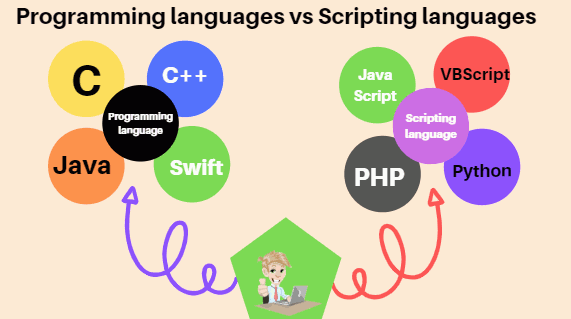 Programming languages vs Scripting languages
C
C++
Programming
language
Java
Swift
Java
Script
VBScript
Scripting
language
PHP
Python